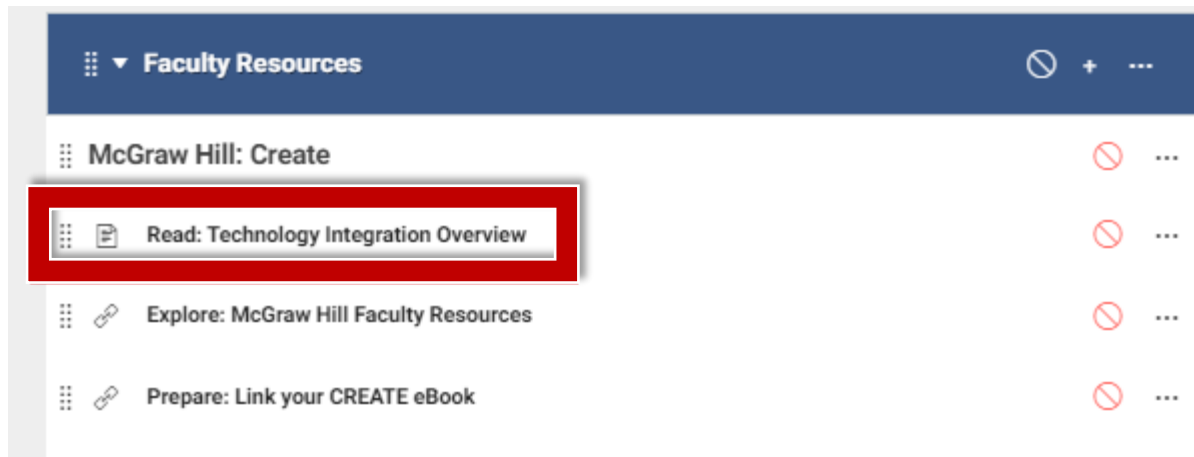 Faculty Resources
McGraw Hill: Create
Read: Technology Integration Overview
Explore: McGraw Hill Faculty Resources
Prepare: Link your CREATE eBook